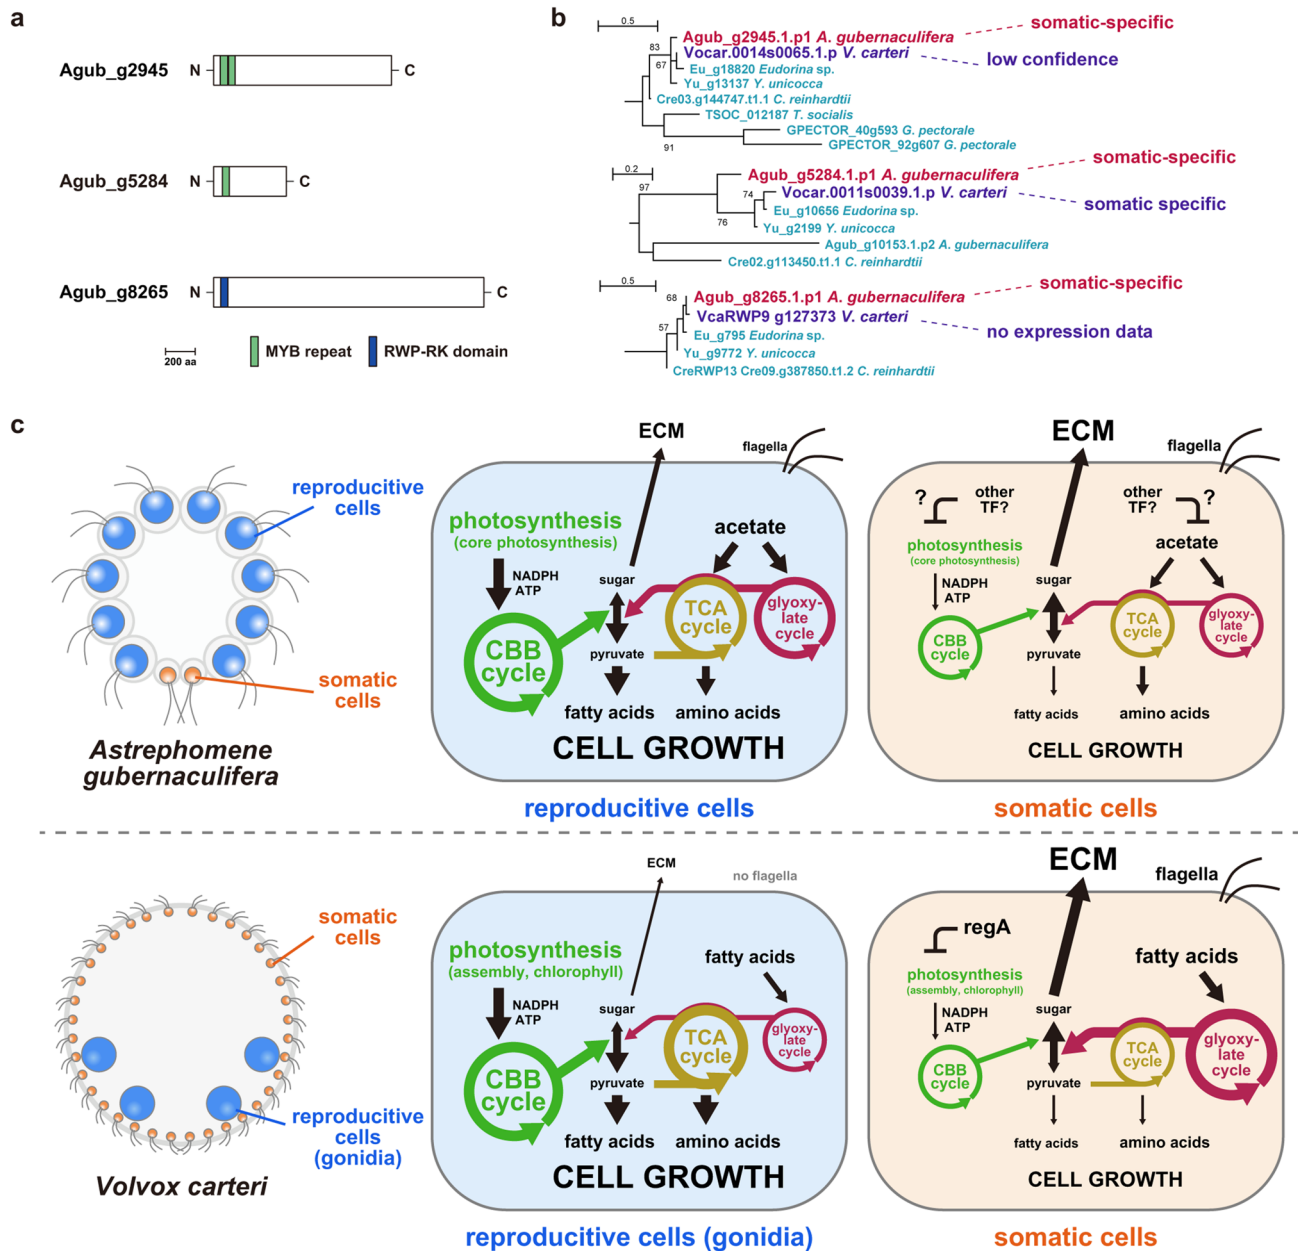 a
Agub_g2945
N
C
Agub_g5284
N
C
Agub_g8265
N
C
200 aa
MYB repeat
RWP-RK domain
b
0.5
83
67
91
Agub_g2945.1.p1 A. gubernaculifera
Vocar.0014s0065.1.p V. carteri
Eu_g18820 Eudorina sp.
Yu_g13137 Y. unicocca
Cre03.g144747.t1.1 C. reinhardtii
TSOC_012187 T. socialis
GPECTOR_40g593 G. pectorale
GPECTOR_92g607 G. pectorale
somatic-specific
low confidence
0.2
97
74
76
Agub_g5284.1.p1 A. gubernaculifera
Vocar.0011s0039.1.p V. carteri
Eu_g10656 Eudorina sp.
Yu_g2199 Y. unicocca
Agub_g10153.1.p2 A. gubernaculifera
Cre02.g113450.t1.1 C. reinhardtii
somatic-specific
somatic specific
0.5
68
57
Agub_g8265.1.p1 A. gubernaculifera
VcaRWP9 g127373 V. carteri
Eu_g795 Eudorina sp.
Yu_g9772 Y. unicocca
CreRWP13 Cre09.g387850.t1.2 C. reinhardtii
somatic-specific
no expression data
c
reproducitive
cells
somatic
cells
Astrephomene
gubernaculifera
ECM
flagella
photosynthesis
(core photosynthesis)
NADPH
ATP
CBB
cycle
sugar
pyruvate
acetate
TCA
cycle
glyoxy-
late
cycle
fatty acids
amino acids
CELL GROWTH
reproducitive cells
ECM
flagella
?
other
TF?
other
TF?
?
photosynthesis
(core photosynthesis)
NADPH
ATP
CBB
cycle
sugar
pyruvate
acetate
TCA
cycle
glyoxy-
late
cycle
fatty acids
amino acids
CELL GROWTH
somatic cells
somatic
cells
reproducitive
cells
(gonidia)
Volvox carteri
ECM
no flagella
photosynthesis
(assembly, chlorophyll)
NADPH
ATP
CBB
cycle
sugar
pyruvate
fatty acids
TCA
cycle
glyoxy-
late
cycle
fatty acids
amino acids
CELL GROWTH
reproducitive cells (gonidia)
ECM
flagella
regA
photosynthesis
(assembly, chlorophyll)
NADPH
ATP
CBB
cycle
sugar
pyruvate
fatty acids
TCA
cycle
glyoxy-
late
cycle
fatty acids
amino acids
CELL GROWTH
somatic cells